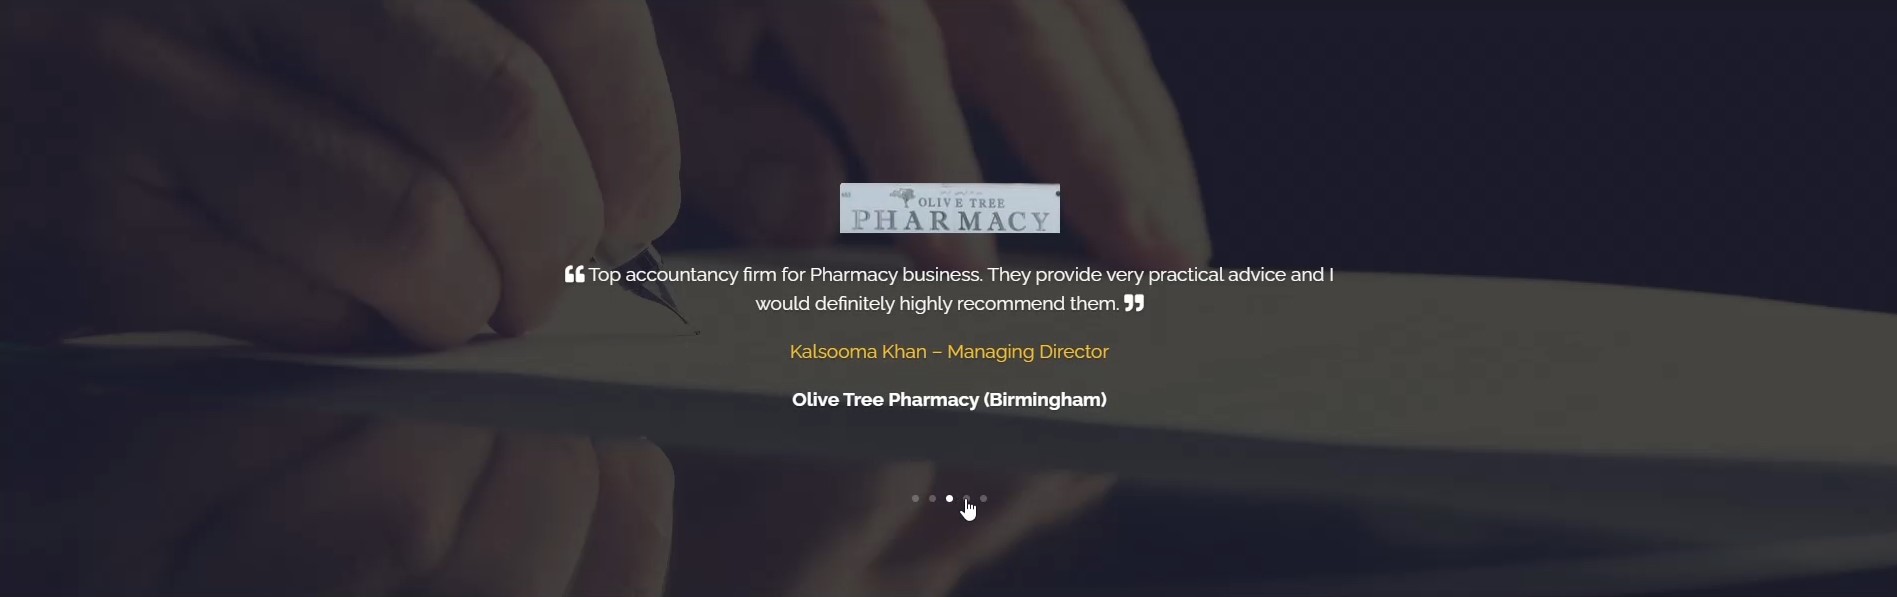 OLIVE TREE
PHARMACY
❝ Top accountancy firm for Pharmacy business. They provide very practical advice and I
would definitely highly recommend them. ❞
Kalsooma Khan – Managing Director
Olive Tree Pharmacy (Birmingham)